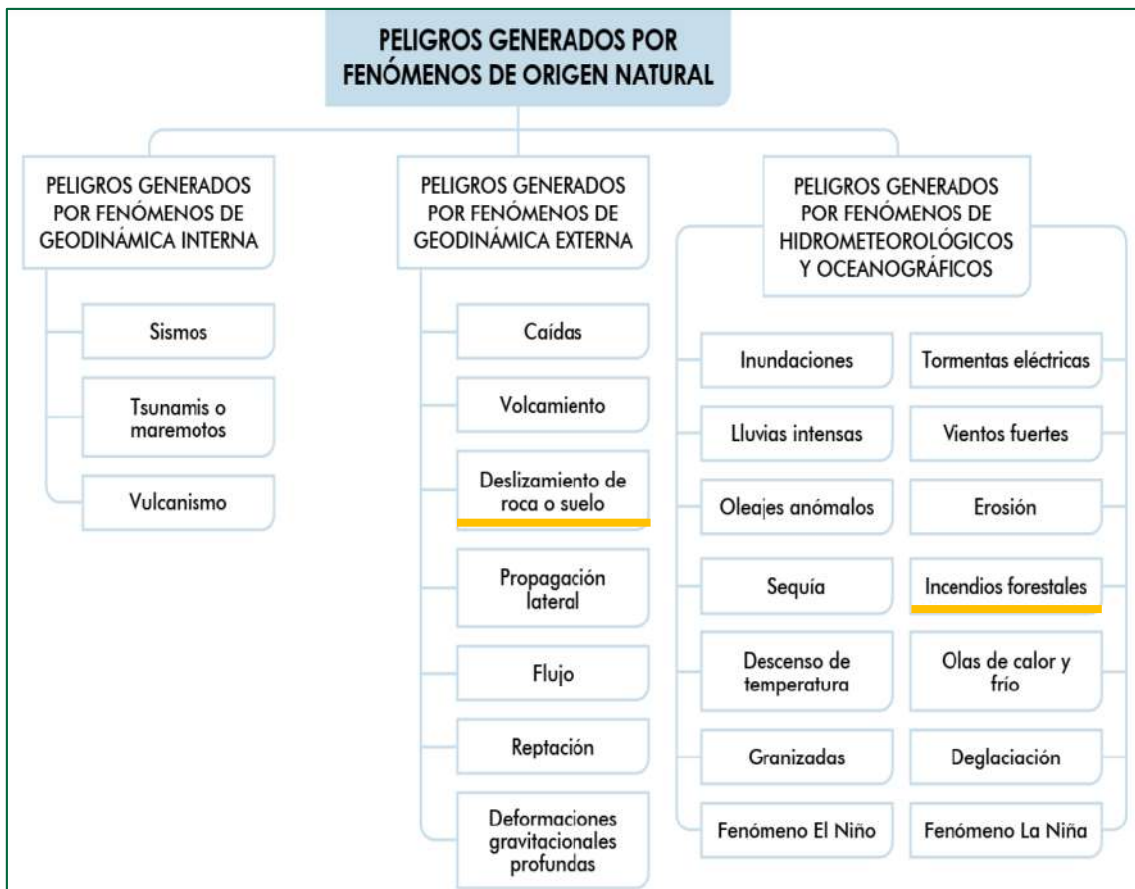 PELIGROS GENERADOS POR
FENÓMENOS DE ORIGEN NATURAL
PELIGROS GENERADOS
POR FENÓMENOS DE
GEODINÁMICA INTERNA
Sismos
Tsunamis o
maremotos
Vulcanismo
PELIGROS GENERADOS
POR FENÓMENOS DE
GEODINÁMICA EXTERNA
Caídas
Volcamiento
Deslizamiento de
roca o suelo
Propagación
lateral
Flujo
Reptación
Deformaciones
gravitacionales
profundas
PELIGROS GENERADOS
POR FENÓMENOS DE
HIDROMETEOROLÓGICOS
Y OCEANOGRÁFICOS
Inundaciones
Tormentas eléctricas
Lluvias intensas
Vientos fuertes
Oleajes anómalos
Erosión
Sequía
Incendios forestales
Descenso de
temperatura
Olas de calor y
frío
Granizadas
Deglaciación
Fenómeno El Niño
Fenómeno La Niña